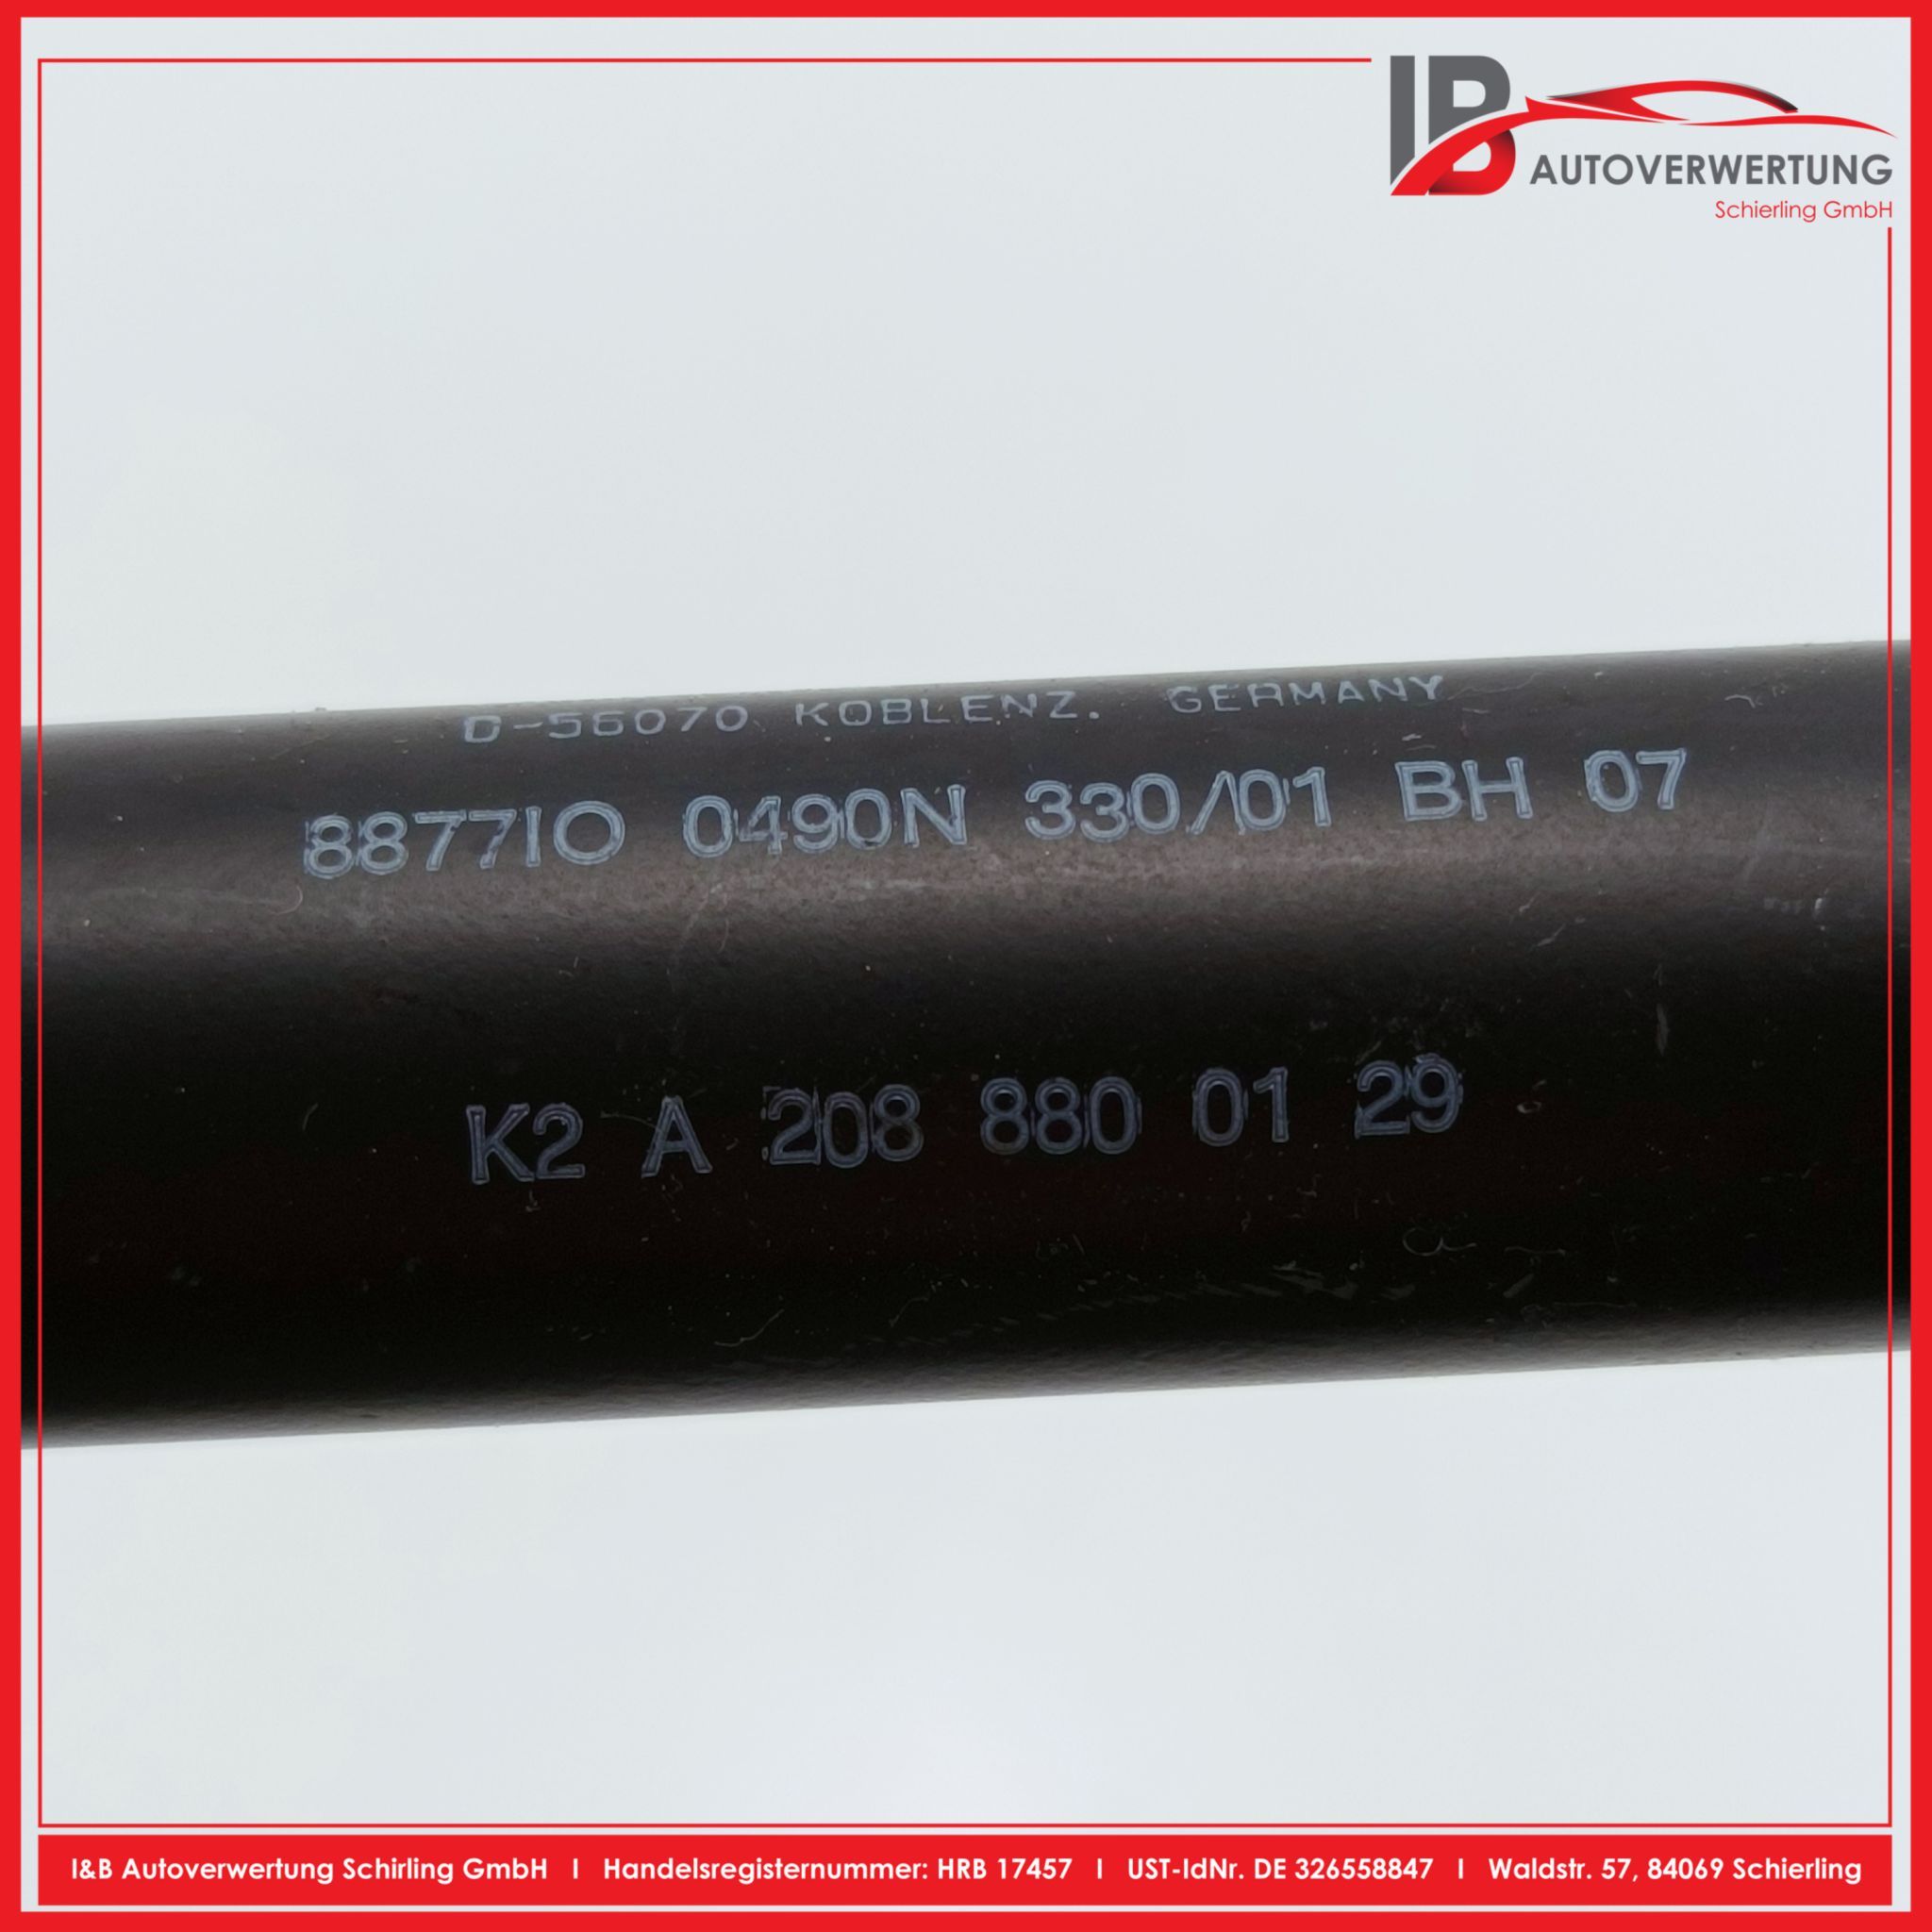 IB
AUTOVERWERTUNG
Schierling GmbH
D-56070 KOBLENZ. GERMANY
8877IO 0490N 330/01 BH 07
K2 A 208 880 01 29
I&B Autoverwertung Schirling GmbH I Handelsregisternummer: HRB 17457 I UST-IdNr. DE 326558847 I Waldstr. 57, 84069 Schierling